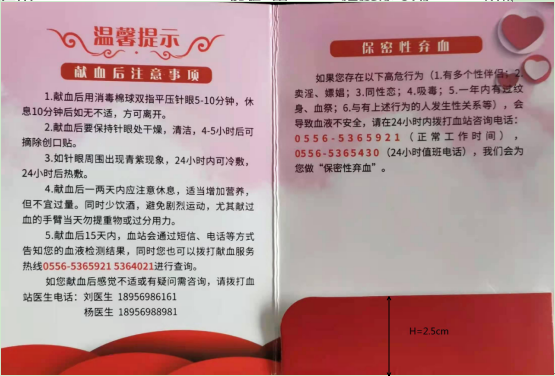 温馨提示
献血后注意事项
1.献血后用消毒棉球双指平压针眼5-10分钟，休
息10分钟后如无不适，方可离开。
2.献血后要保持针眼处干燥，清洁，4-5小时后可
摘除创口贴。
3.如针眼周围出现青紫现象，24小时内可冷敷，
24小时后热敷。
4.献血后一两天内应注意休息，适当增加营养，
但不宜过量。同时少饮酒，避免剧烈运动，尤其献过
血的手臂当天勿提重物或过分用力。
5.献血后15天内，血站会通过短信、电话等方式
告知您的血液检测结果，同时您也可以拨打献血服务
热线0556-5365921 5364021进行查询。
如您献血后感觉不适或有疑问需咨询，请拨打血
站医生电话：刘医生 18956986161
杨医生 18956988981
保密性弃血
如果您存在以下高危行为（1.有多个性伴侣；2.
卖淫、嫖娼；3.同性恋；4.吸毒；5.一年内有过纹
身、血祭；6.与有上述行为的人发生性关系等），会
导致血液不安全，请在24小时内拨打血站咨询电话：
0556-5365921（正常工作时间），
0556-5365430（24小时值班电话），我们会为
您做“保密性弃血”。
H=2.5cm